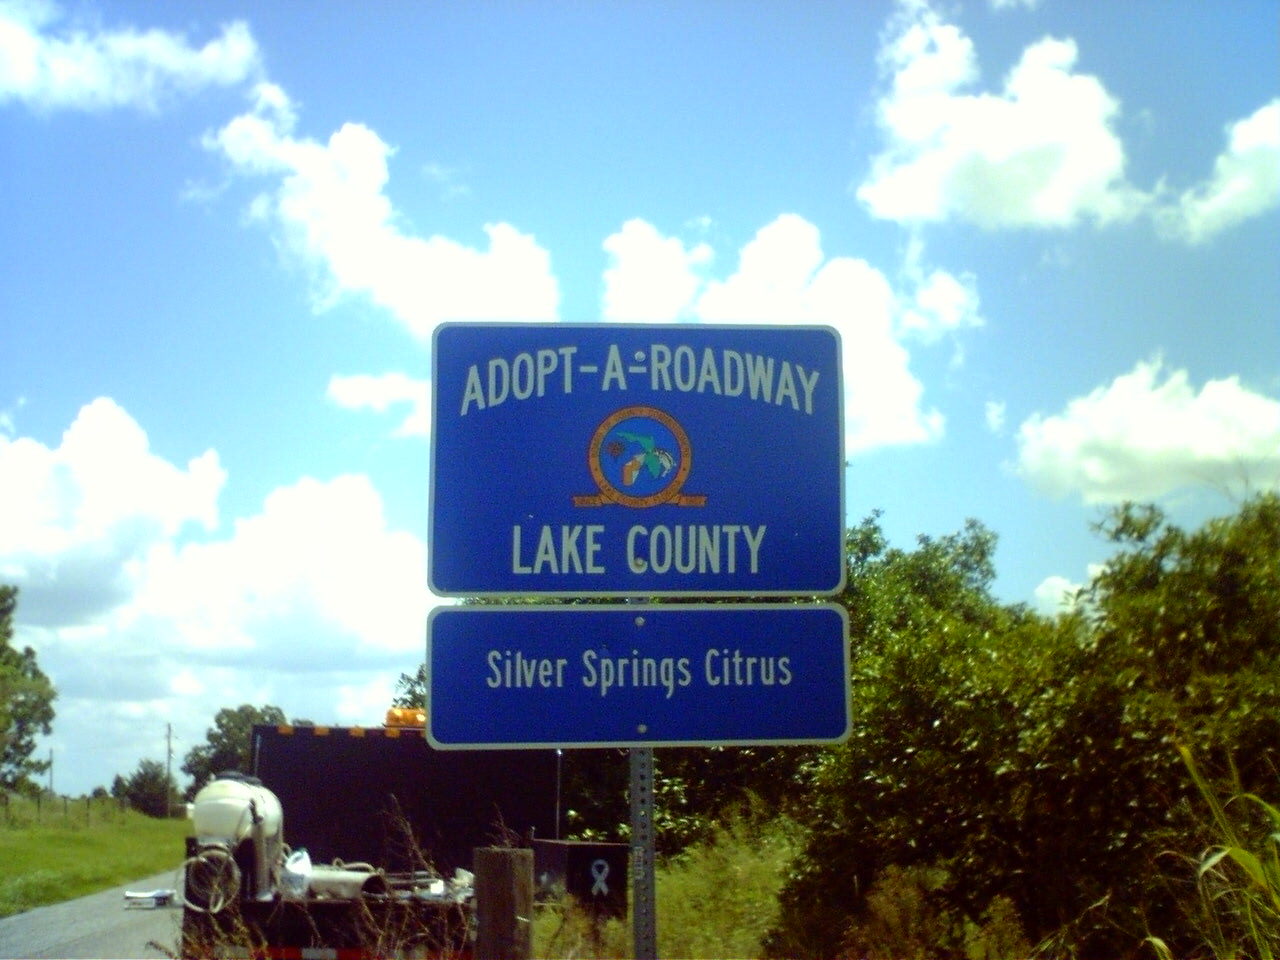 ADOPT-A-ROADWAY
LAKE COUNTY
Silver Springs Citrus